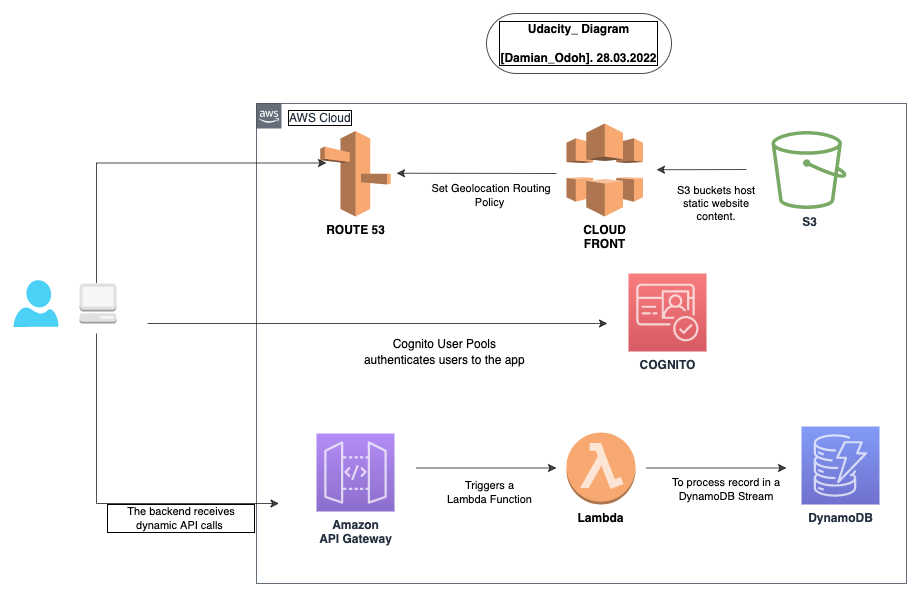 Udacity_ Diagram
[Damian_Odoh]. 28.03.2022
aws
AWS Cloud
Set Geolocation Routing
Policy
S3 buckets host
static website
content.
ROUTE 53
CLOUD
FRONT
S3
Cognito User Pools
authenticates users to the app
COGNITO
Triggers a
Lambda Function
To process record in a
DynamoDB Stream
The backend receives
dynamic API calls
</>
Amazon
API Gateway
Lambda
DynamoDB